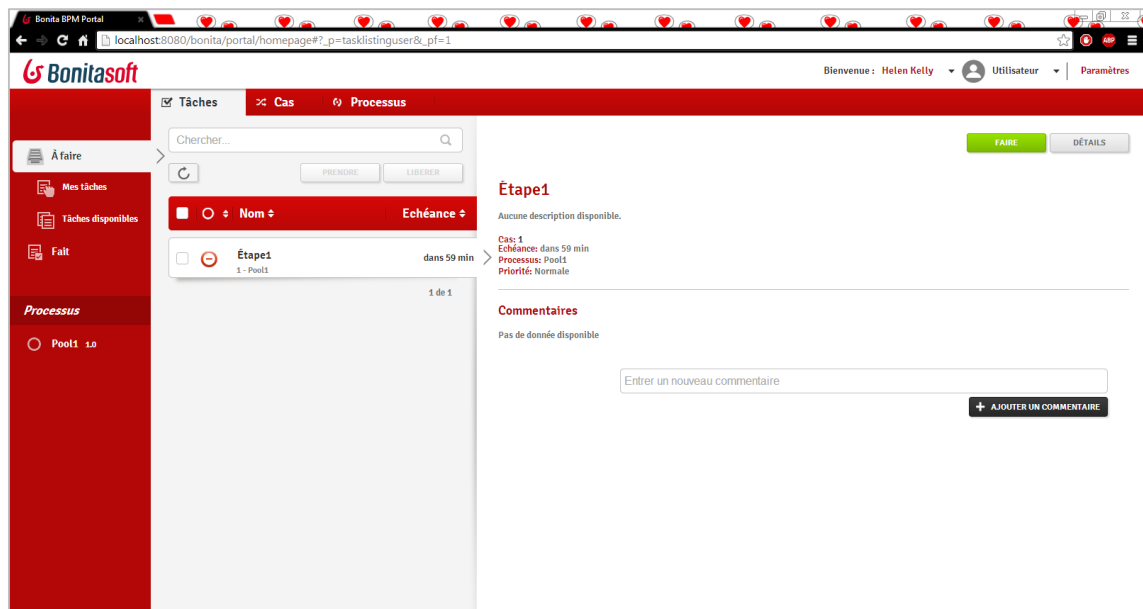 Bonita BPM Portal
localhost:8080/bonita/portal/homepage#?_p=tasklistinguser&_pf=1
ABP
Bonitasoft
Bienvenue : Helen Kelly
Utilisateur
Paramètres
Tâches
Cas
Processus
À faire
Mes tâches
Tâches disponibles
Fait
Processus
Pool1 1.0
Chercher...
PRENDRE
LIBERER
Nom
Echéance
Étape1
dans 59 min
1 - Pool1
1 de 1
FAIRE
DÉTAILS
Étape1
Aucune description disponible.
Cas: 1
Echéance: dans 59 min
Processus: Pool1
Priorité: Normale
Commentaires
Pas de donnée disponible
Entrer un nouveau commentaire
+ AJOUTER UN COMMENTAIRE